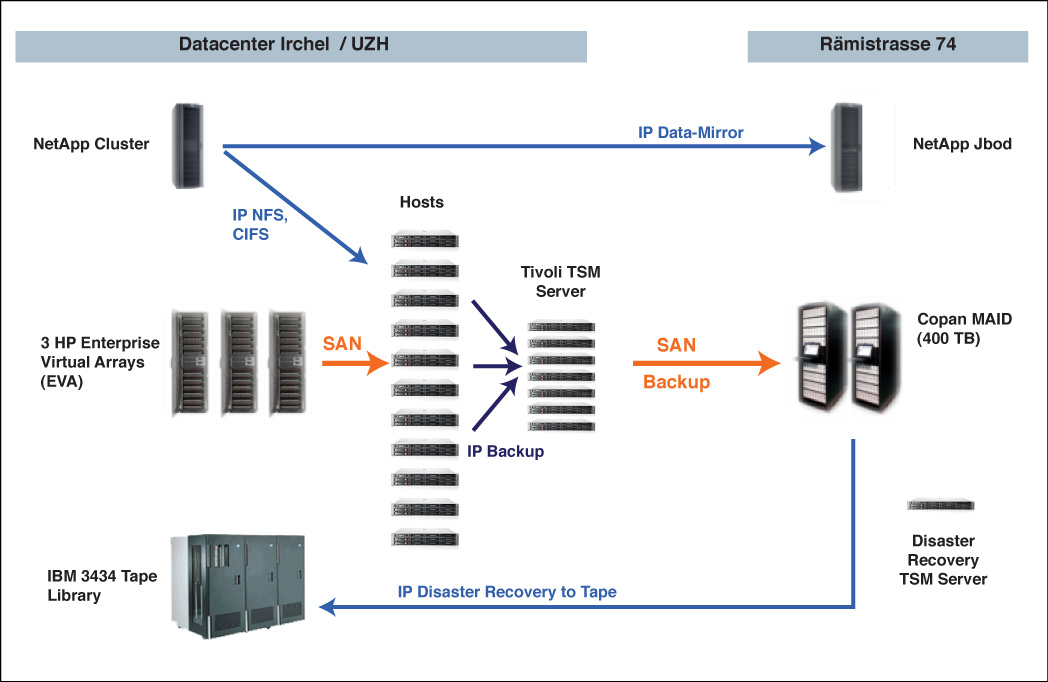 Datacenter Irchel / UZH
Rämistrasse 74
NetApp Cluster
IP Data-Mirror
NetApp Jbod
IP NFS,
CIFS
Hosts
Tivoli TSM
Server
3 HP Enterprise
Virtual Arrays
(EVA)
SAN
SAN
Backup
Copan MAID
(400 TB)
IP Backup
IBM 3434 Tape
Library
IP Disaster Recovery to Tape
Disaster
Recovery
TSM Server